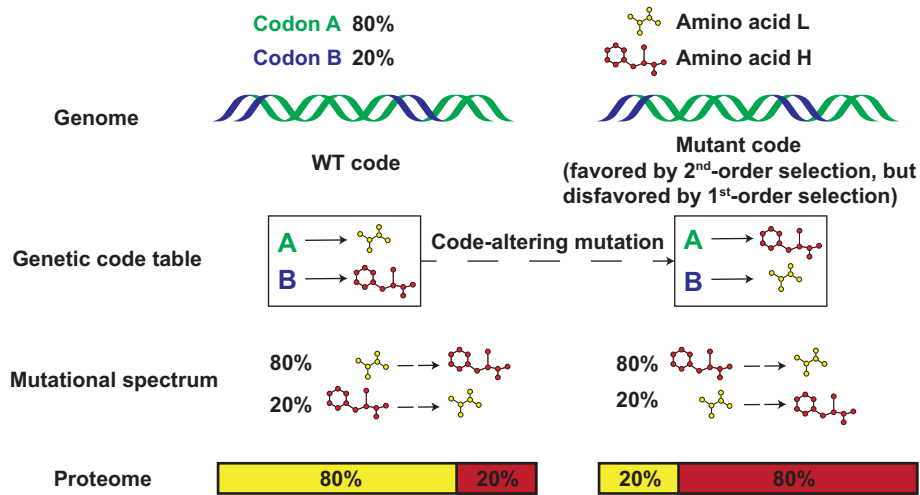 Codon A 80%
Codon B 20%
Amino acid L
Amino acid H
Genome
WT code
Mutant code
(favored by 2nd-order selection, but
disfavored by 1st-order selection)
Genetic code table
A
B
Code-altering mutation
A
B
Mutational spectrum
80%
20%
80%
20%
Proteome
80%
20%
20%
80%